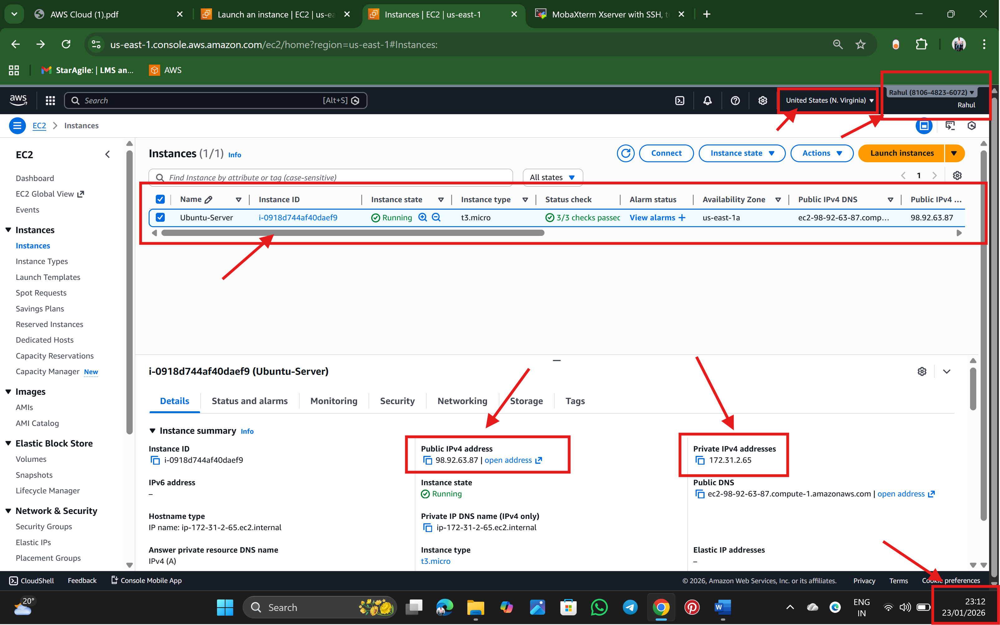 AWS Cloud (1).pdf
Launch an instance | EC2 | us-ea
Instances | EC2 | us-east-1
MobaXterm Xserver with SSH, te
us-east-1.console.aws.amazon.com/ec2/home?region=us-east-1#Instances:
StarAgile: | LMS an...
AWS
aws
Search
[Alt+S]
United States (N. Virginia)
Rahul (8106-4823-6072)
Rahul
EC2
Instances
EC2
Dashboard
EC2 Global View
Events
Instances
Instances
Instance Types
Launch Templates
Spot Requests
Savings Plans
Reserved Instances
Dedicated Hosts
Capacity Reservations
Capacity Manager New
Images
AMIs
AMI Catalog
Elastic Block Store
Volumes
Snapshots
Lifecycle Manager
Network & Security
Security Groups
Elastic IPs
Placement Groups
Instances (1/1) Info
Connect
Instance state
Actions
Launch instances
Find Instance by attribute or tag (case-sensitive)
All states
1
Name Instance ID Instance state Instance type Status check Alarm status Availability Zone Public IPv4 DNS Public IPv4 ...
Ubuntu-Server i-0918d744af40daef9 Running t3.micro 3/3 checks passec View alarms + us-east-1a ec2-98-92-63-87.comp... 98.92.63.87
i-0918d744af40daef9 (Ubuntu-Server)
Details Status and alarms Monitoring Security Networking Storage Tags
Instance summary Info
Instance ID
i-0918d744af40daef9
Public IPv4 address
98.92.63.87 | open address
Private IPv4 addresses
172.31.2.65
IPv6 address
–
Instance state
Running
Public DNS
ec2-98-92-63-87.compute-1.amazonaws.com | open address
Hostname type
IP name: ip-172-31-2-65.ec2.internal
Private IP DNS name (IPv4 only)
ip-172-31-2-65.ec2.internal
Answer private resource DNS name
IPv4 (A)
Instance type
t3.micro
Elastic IP addresses
–
CloudShell
Feedback
Console Mobile App
© 2026, Amazon Web Services, Inc. or its affiliates.
Privacy
Terms
Cookie preferences
20°
Search
W
ENG
IN
23:12
23/01/2026